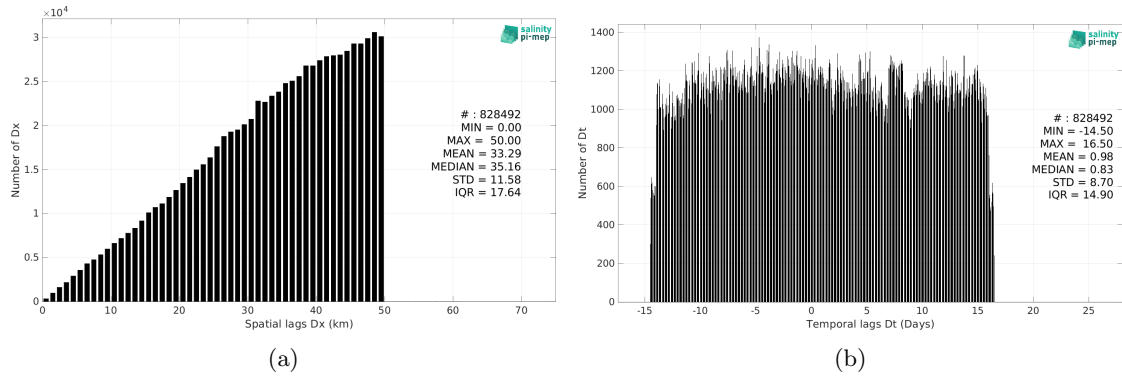 ×10⁴
3
2.5
2
1.5
1
0.5
0
0
10
20
30
40
50
60
70
Number of Dx
Spatial lags Dx (km)
salinity
pi-mep
# : 828492
MIN = 0.00
MAX = 50.00
MEAN = 33.29
MEDIAN = 35.16
STD = 11.58
IQR = 17.64
(a)
1400
1200
1000
800
600
400
200
0
-15
-10
-5
0
5
10
15
20
25
Number of Dt
Temporal lags Dt (Days)
salinity
pi-mep
# : 828492
MIN = -14.50
MAX = 16.50
MEAN = 0.98
MEDIAN = 0.83
STD = 8.70
IQR = 14.90
(b)